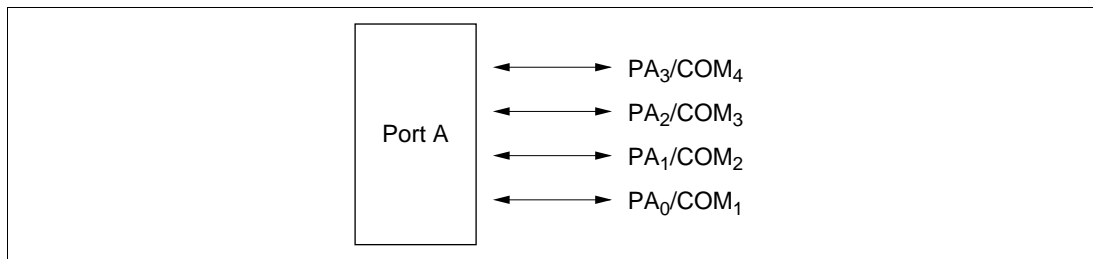 Port A
PA₃/COM₄
PA₂/COM₃
PA₁/COM₂
PA₀/COM₁